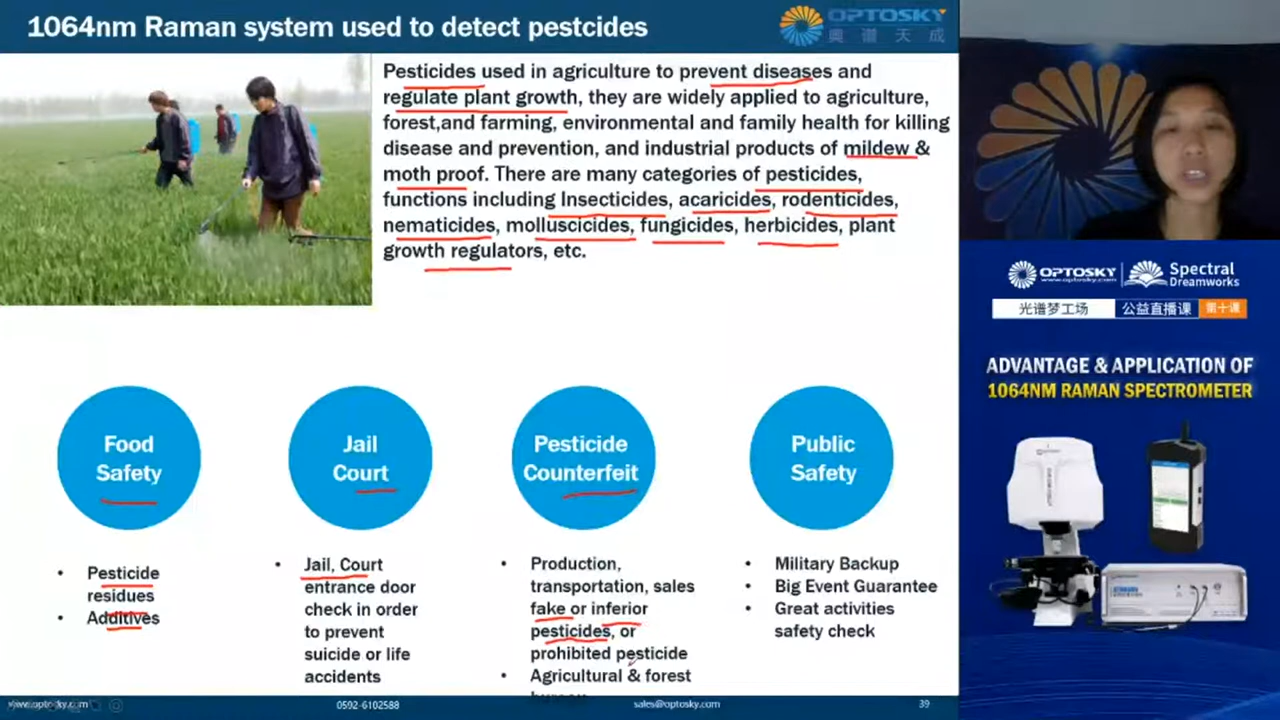 1064nm Raman system used to detect pestcides
OPTOSKY
奥 谱 天 成
Pesticides used in agriculture to prevent diseases and
regulate plant growth, they are widely applied to agriculture,
forest,and farming, environmental and family health for killing
disease and prevention, and industrial products of mildew &
moth proof. There are many categories of pesticides,
functions including Insecticides, acaricides, rodenticides,
nematicides, molluscicides, fungicides, herbicides, plant
growth regulators, etc.
Food
Safety
Jail
Court
Pesticide
Counterfeit
Public
Safety
• Pesticide
residues
• Additives
• Jail, Court
entrance door
check in order
to prevent
suicide or life
accidents
• Production,
transportation, sales
fake or inferior
pesticides, or
prohibited pesticide
• Agricultural & forest
• Military Backup
• Big Event Guarantee
• Great activities
safety check
www.optosky.com
0592-6102588
sales@optosky.com
39
OPTOSKY
www.optosky.com
Spectral
Dreamworks
光谱梦工场
公益直播课
第十课
ADVANTAGE & APPLICATION OF
1064NM RAMAN SPECTROMETER